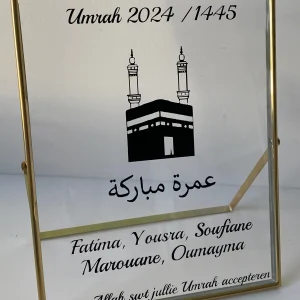 Umrah 2024 /1445
عمرة مباركة
Fatima, Yousra, Soufiane
Marouane, Oumayma
Allah swt jullie Umrah accepteren